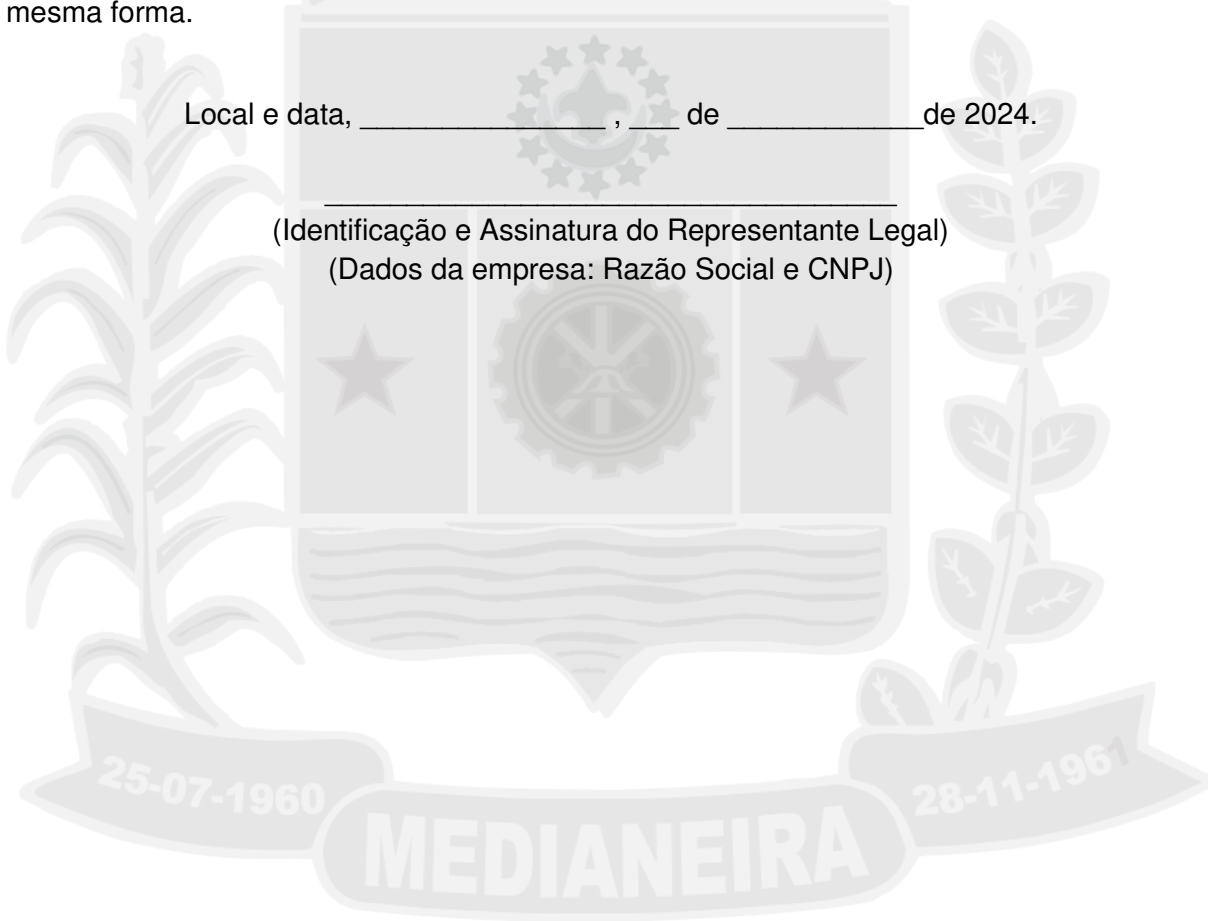 mesma forma.
Local e data, _______________ , ___ de ____________de 2024.
___________________________________
(Identificação e Assinatura do Representante Legal)
(Dados da empresa: Razão Social e CNPJ)
25-07-1960
28-11-1961
MEDIANEIRA